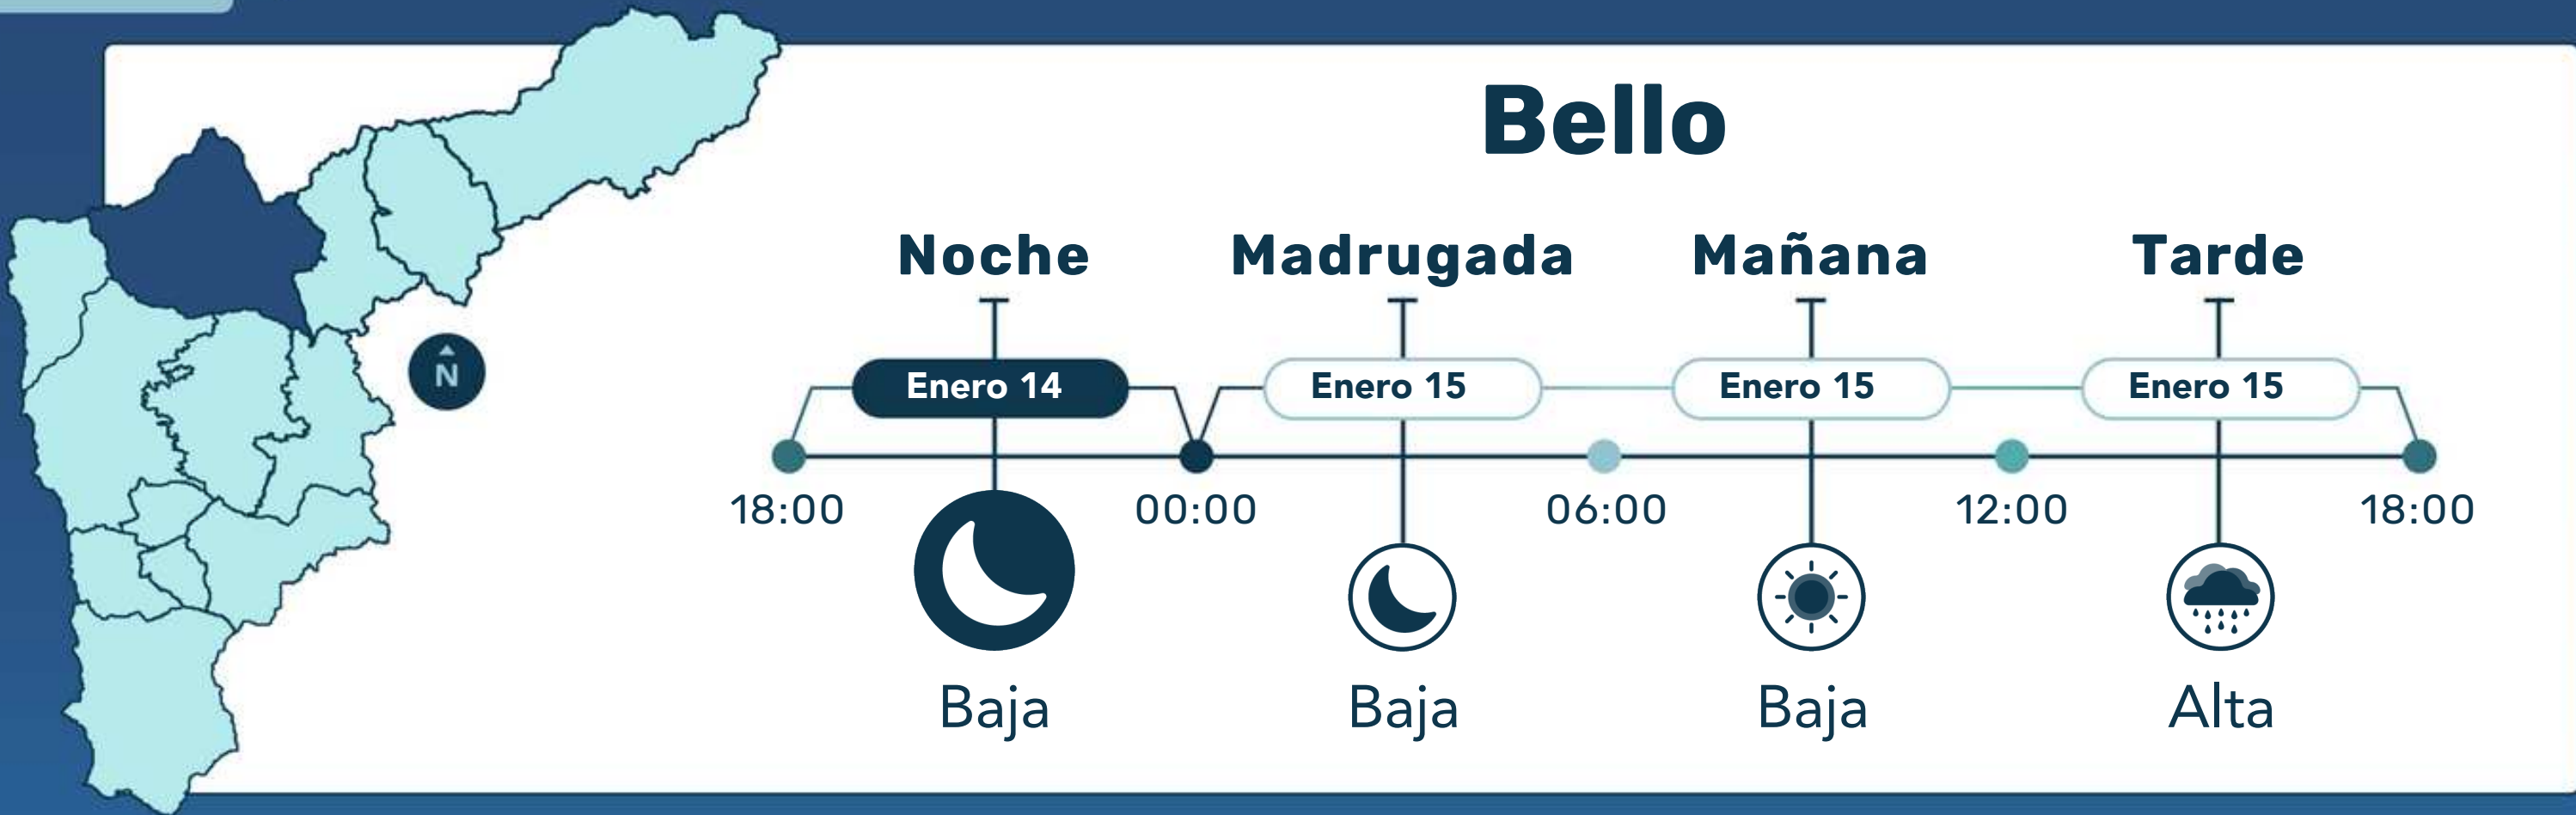 Bello
Noche Madrugada Mañana Tarde
Enero 14 Enero 15 Enero 15 Enero 15
N
18:00 00:00 06:00 12:00 18:00
Baja Baja Baja Alta